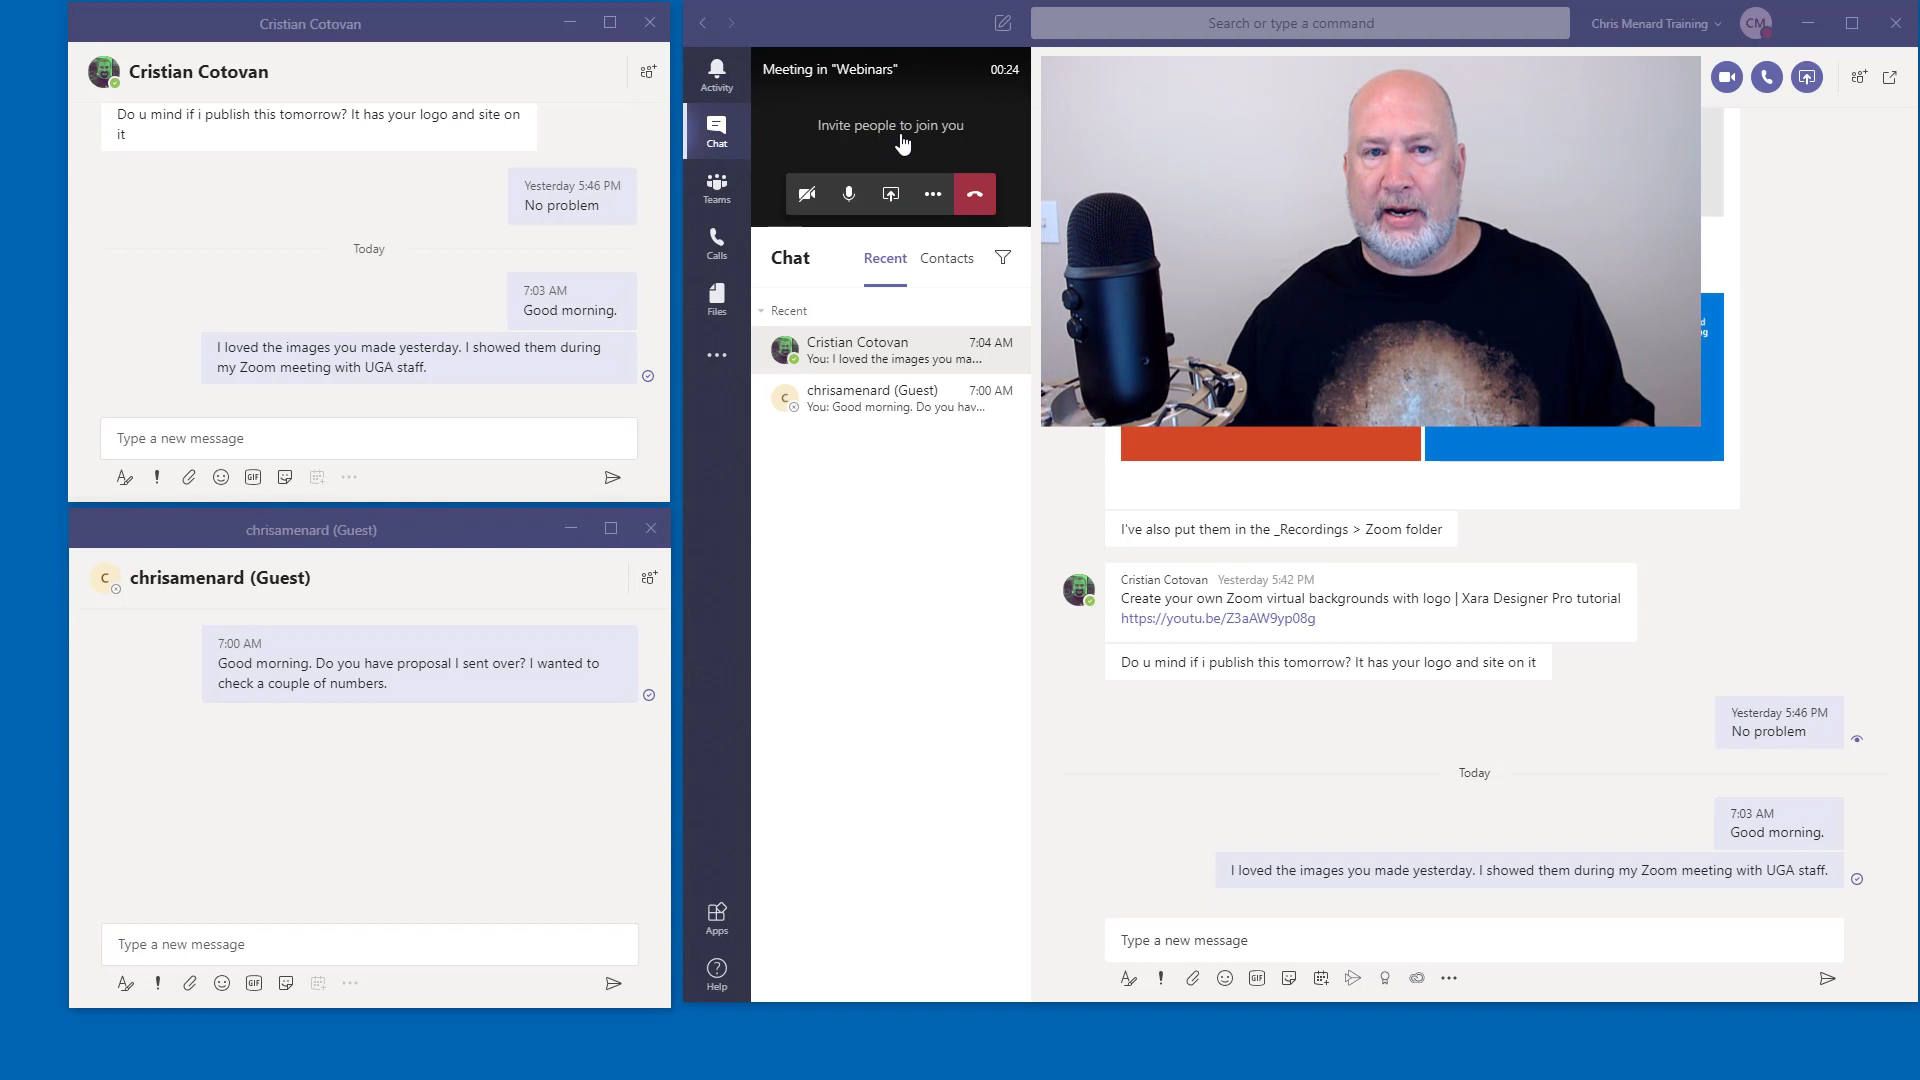 Cristian Cotovan
Cristian Cotovan
Do u mind if i publish this tomorrow? It has your logo and site on
it
Yesterday 5:46 PM
No problem
Today
7:03 AM
Good morning.
I loved the images you made yesterday. I showed them during
my Zoom meeting with UGA staff.
Type a new message
GIF
chrisamenard (Guest)
C
chrisamenard (Guest)
7:00 AM
Good morning. Do you have proposal I sent over? I wanted to
check a couple of numbers.
Type a new message
GIF
Search or type a command
Chris Menard Training
CM
Activity
Chat
Teams
Calls
Files
Apps
Help
Meeting in "Webinars"
00:24
Invite people to join you
Chat
Recent
Contacts
Recent
Cristian Cotovan
7:04 AM
You: I loved the images you ma...
C
chrisamenard (Guest)
7:00 AM
You: Good morning. Do you hav...
I've also put them in the _Recordings > Zoom folder
Cristian Cotovan
Yesterday 5:42 PM
Create your own Zoom virtual backgrounds with logo | Xara Designer Pro tutorial
https://youtu.be/Z3aAW9yp08g
Do u mind if i publish this tomorrow? It has your logo and site on it
Yesterday 5:46 PM
No problem
Today
7:03 AM
Good morning.
I loved the images you made yesterday. I showed them during my Zoom meeting with UGA staff.
Type a new message
GIF